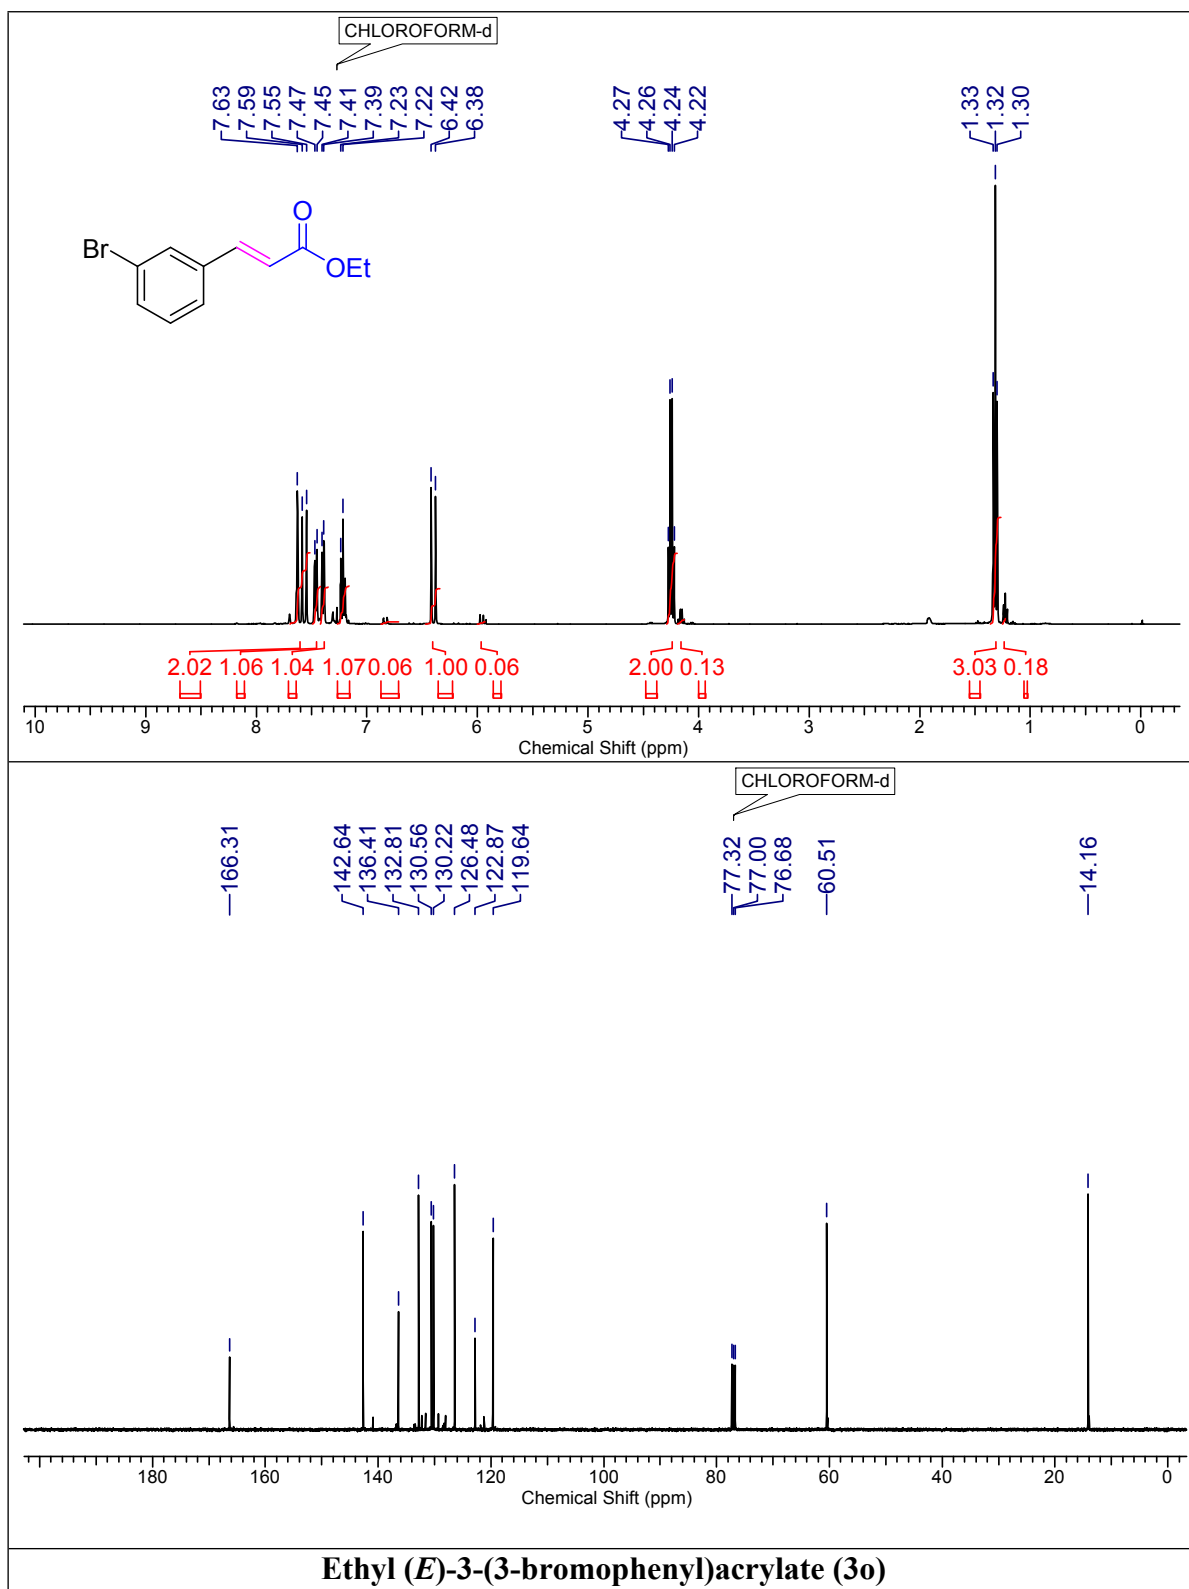 CHLOROFORM-d
7.63
7.59
7.55
7.47
7.45
7.41
7.39
7.23
7.22
6.42
6.38
4.27
4.26
4.24
4.22
1.33
1.32
1.30
Br
O
OEt
2.02 1.06 1.04 1.07 0.06 1.00 0.06 2.00 0.13 3.03 0.18
10 9 8 7 6 5 4 3 2 1 0
Chemical Shift (ppm)
CHLOROFORM-d
166.31
142.64
136.41
132.81
130.56
130.22
126.48
122.87
119.64
77.32
77.00
76.68
60.51
14.16
180 160 140 120 100 80 60 40 20 0
Chemical Shift (ppm)
Ethyl (E)-3-(3-bromophenyl)acrylate (3o)